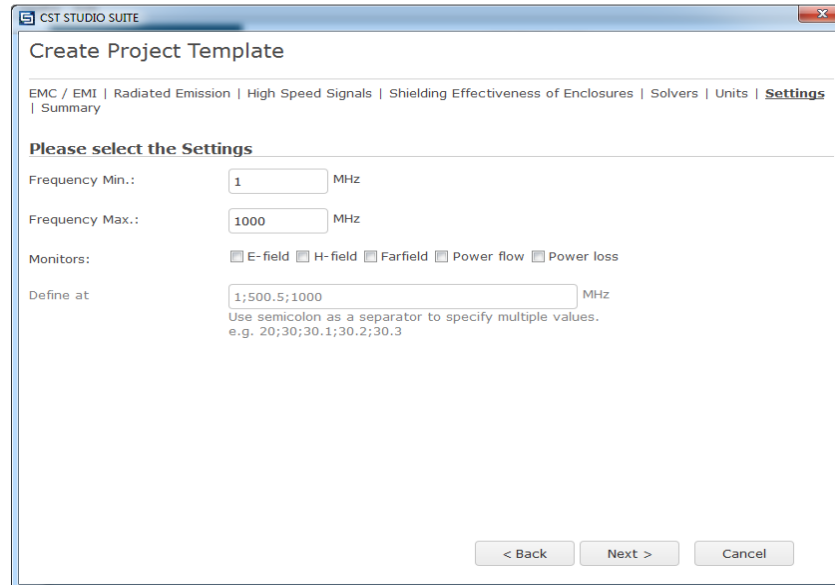 CST STUDIO SUITE
Create Project Template
EMC / EMI | Radiated Emission | High Speed Signals | Shielding Effectiveness of Enclosures | Solvers | Units | Settings
| Summary
Please select the Settings
Frequency Min.: 1 MHz
Frequency Max.: 1000 MHz
Monitors: E-field H-field Farfield Power flow Power loss
Define at 1;500.5;1000 MHz
Use semicolon as a separator to specify multiple values.
e.g. 20;30;30.1;30.2;30.3
< Back Next > Cancel